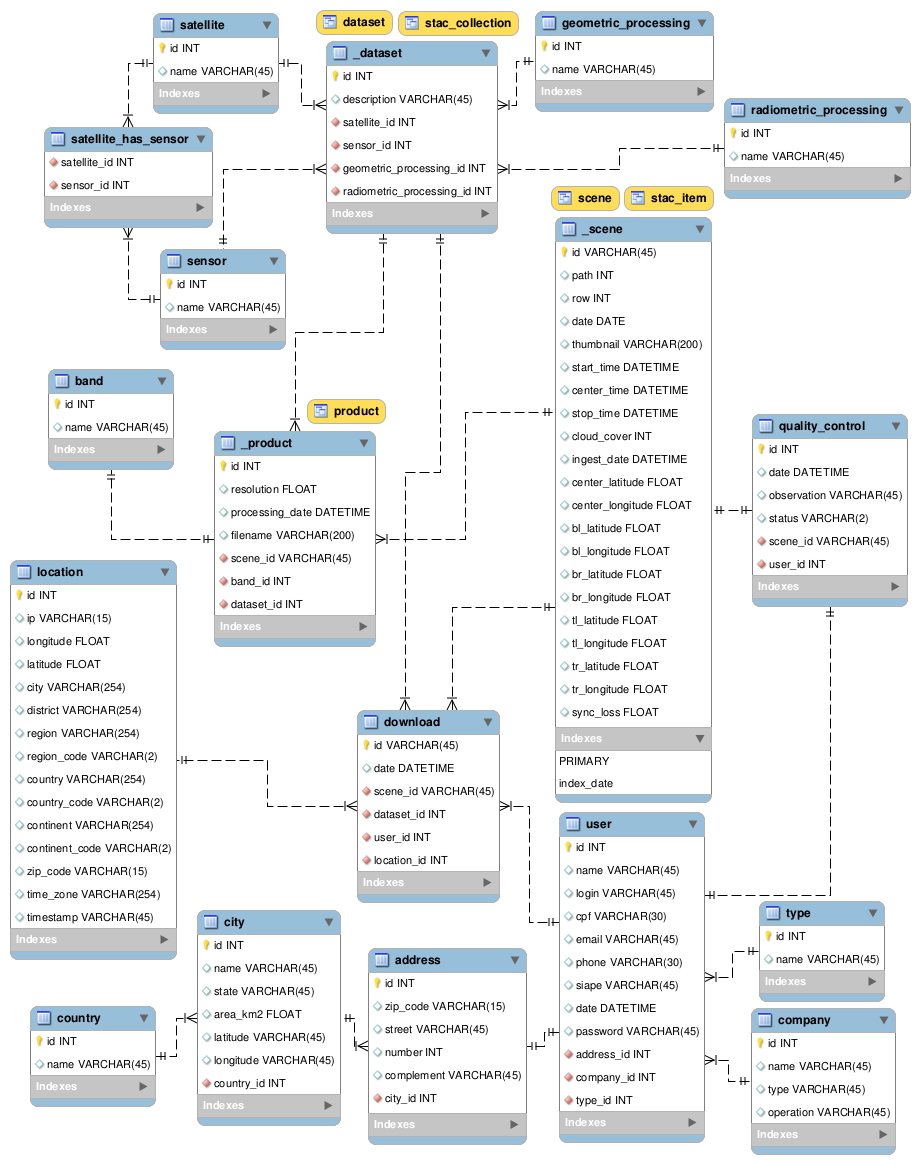 satellite
id INT
name VARCHAR(45)
Indexes
dataset
stac_collection
_dataset
id INT
description VARCHAR(45)
satellite_id INT
sensor_id INT
geometric_processing_id INT
radiometric_processing_id INT
Indexes
geometric_processing
id INT
name VARCHAR(45)
Indexes
radiometric_processing
id INT
name VARCHAR(45)
Indexes
satellite_has_sensor
satellite_id INT
sensor_id INT
Indexes
sensor
id INT
name VARCHAR(45)
Indexes
scene
stac_item
_scene
id VARCHAR(45)
path INT
row INT
date DATE
thumbnail VARCHAR(200)
start_time DATETIME
center_time DATETIME
stop_time DATETIME
cloud_cover INT
ingest_date DATETIME
center_latitude FLOAT
center_longitude FLOAT
bl_latitude FLOAT
bl_longitude FLOAT
br_latitude FLOAT
br_longitude FLOAT
tl_latitude FLOAT
tl_longitude FLOAT
tr_latitude FLOAT
tr_longitude FLOAT
sync_loss FLOAT
Indexes
PRIMARY
index_date
band
id INT
name VARCHAR(45)
Indexes
product
_product
id INT
resolution FLOAT
processing_date DATETIME
filename VARCHAR(200)
scene_id VARCHAR(45)
band_id INT
dataset_id INT
Indexes
quality_control
id INT
date DATETIME
observation VARCHAR(45)
status VARCHAR(2)
scene_id VARCHAR(45)
user_id INT
Indexes
location
id INT
ip VARCHAR(15)
longitude FLOAT
latitude FLOAT
city VARCHAR(254)
district VARCHAR(254)
region VARCHAR(254)
region_code VARCHAR(2)
country VARCHAR(254)
country_code VARCHAR(2)
continent VARCHAR(254)
continent_code VARCHAR(2)
zip_code VARCHAR(15)
time_zone VARCHAR(254)
timestamp VARCHAR(45)
Indexes
download
id VARCHAR(45)
date DATETIME
scene_id VARCHAR(45)
dataset_id INT
user_id INT
location_id INT
Indexes
user
id INT
name VARCHAR(45)
login VARCHAR(45)
cpf VARCHAR(30)
email VARCHAR(45)
phone VARCHAR(30)
siape VARCHAR(45)
date DATETIME
password VARCHAR(45)
address_id INT
company_id INT
type_id INT
Indexes
type
id INT
name VARCHAR(45)
Indexes
city
id INT
name VARCHAR(45)
state VARCHAR(45)
area_km2 FLOAT
latitude VARCHAR(45)
longitude VARCHAR(45)
country_id INT
Indexes
address
id INT
zip_code VARCHAR(15)
street VARCHAR(45)
number INT
complement VARCHAR(45)
city_id INT
Indexes
country
id INT
name VARCHAR(45)
Indexes
company
id INT
name VARCHAR(45)
type VARCHAR(45)
operation VARCHAR(45)
Indexes